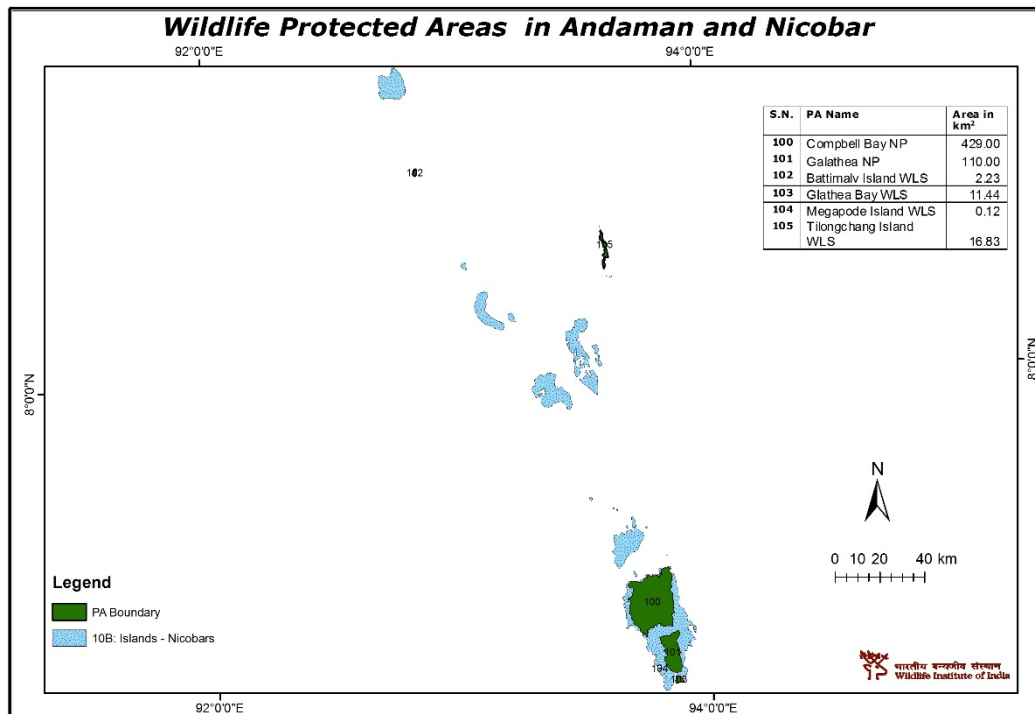 Wildlife Protected Areas in Andaman and Nicobar
92°0'0"E
94°0'0"E
S.N. PA Name Area in km²
100 Compbell Bay NP 429.00
101 Galathea NP 110.00
102 Battimalv Island WLS 2.23
103 Glathea Bay WLS 11.44
104 Megapode Island WLS 0.12
105 Tilongchang Island
WLS 16.83
102
105
8°0'0"N
8°0'0"N
N
0 10 20 40 km
Legend
PA Boundary
10B: Islands - Nicobars
100
101
104
103
भारतीय वन्यजीव संस्थान
Wildlife Institute of India
92°0'0"E
94°0'0"E